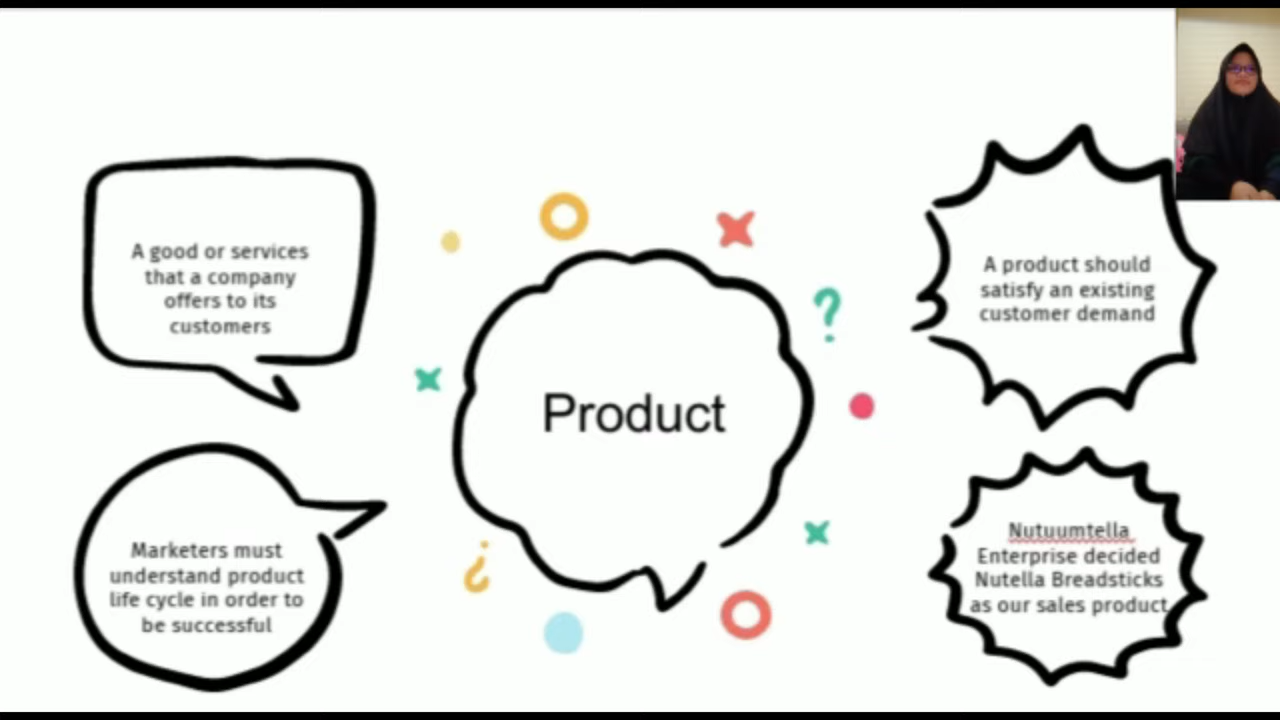 A good or services
that a company
offers to its
customers
Marketers must
understand product
life cycle in order to
be successful
Product
A product should
satisfy an existing
customer demand
Nutuumtella
Enterprise decided
Nutella Breadsticks
as our sales product